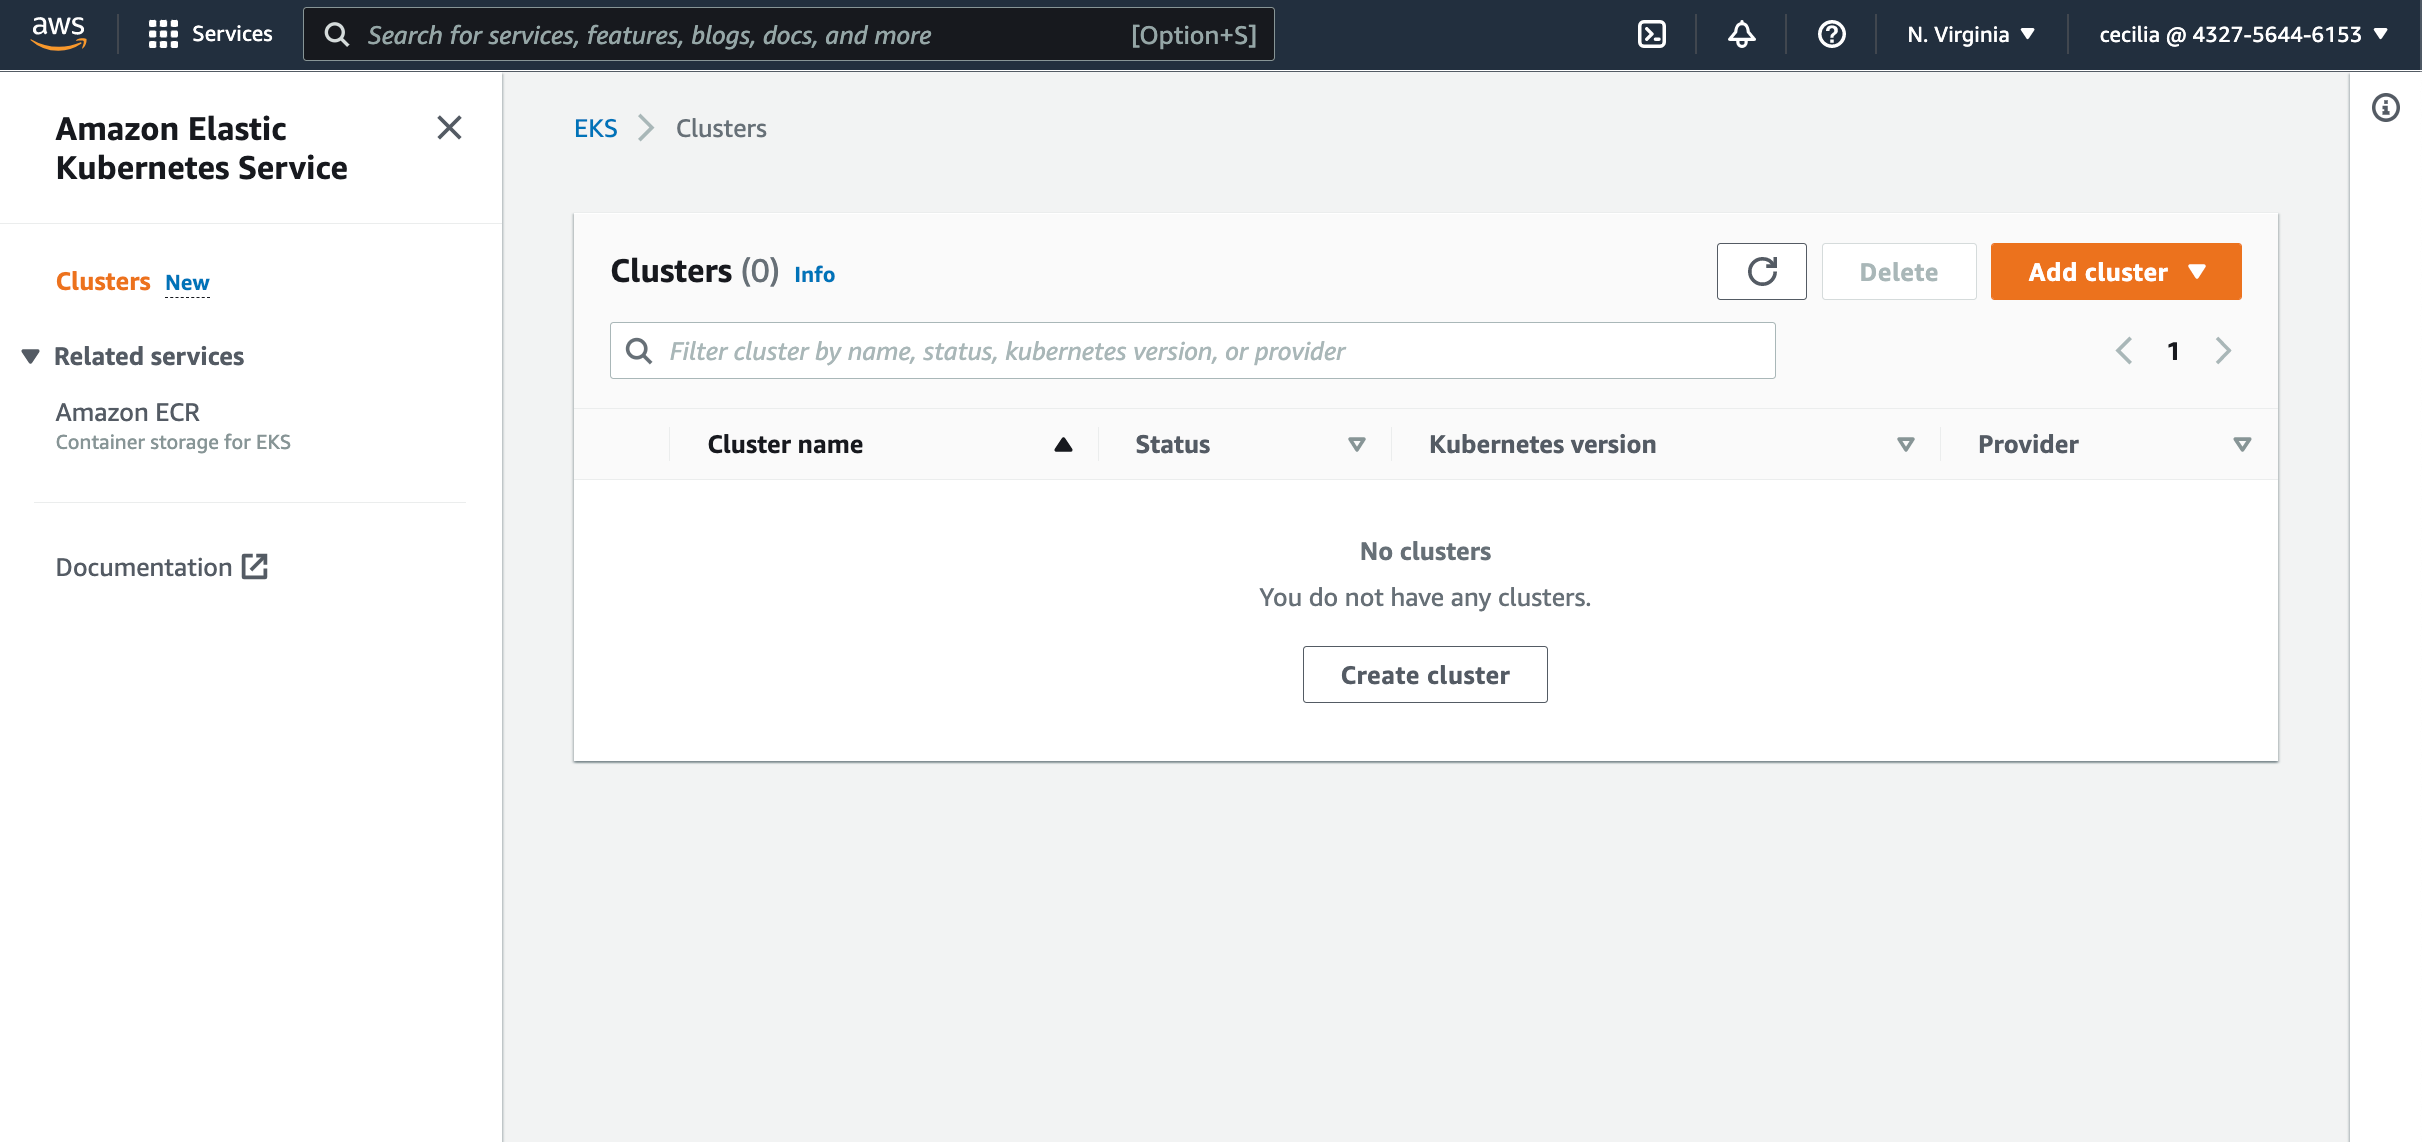 aws
Services
Search for services, features, blogs, docs, and more
[Option+S]
N. Virginia
cecilia @ 4327-5644-6153
Amazon Elastic
Kubernetes Service
Clusters New
Related services
Amazon ECR
Container storage for EKS
Documentation
EKS
Clusters
Clusters (0) Info
Delete
Add cluster
Filter cluster by name, status, kubernetes version, or provider
1
Cluster name
Status
Kubernetes version
Provider
No clusters
You do not have any clusters.
Create cluster